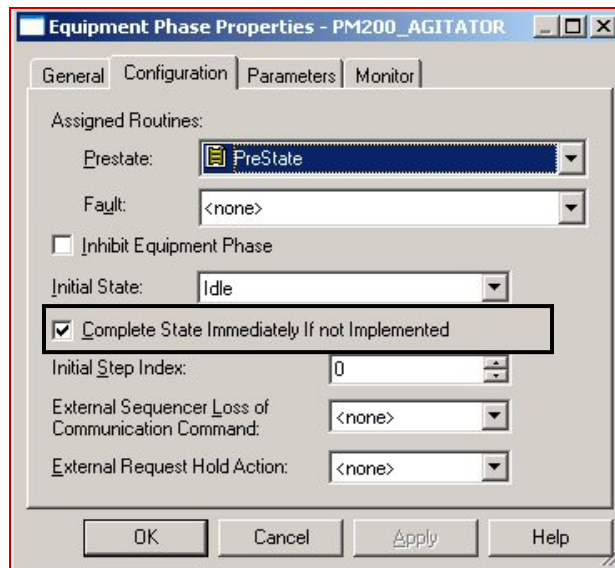 Equipment Phase Properties - PM200_AGITATOR
General Configuration Parameters Monitor
Assigned Routines:
Prestate: PreState
Fault: <none>
Inhibit Equipment Phase
Initial State: Idle
Complete State Immediately If not Implemented
Initial Step Index: 0
External Sequencer Loss of
Communication Command: <none>
External Request Hold Action: <none>
OK Cancel Apply Help